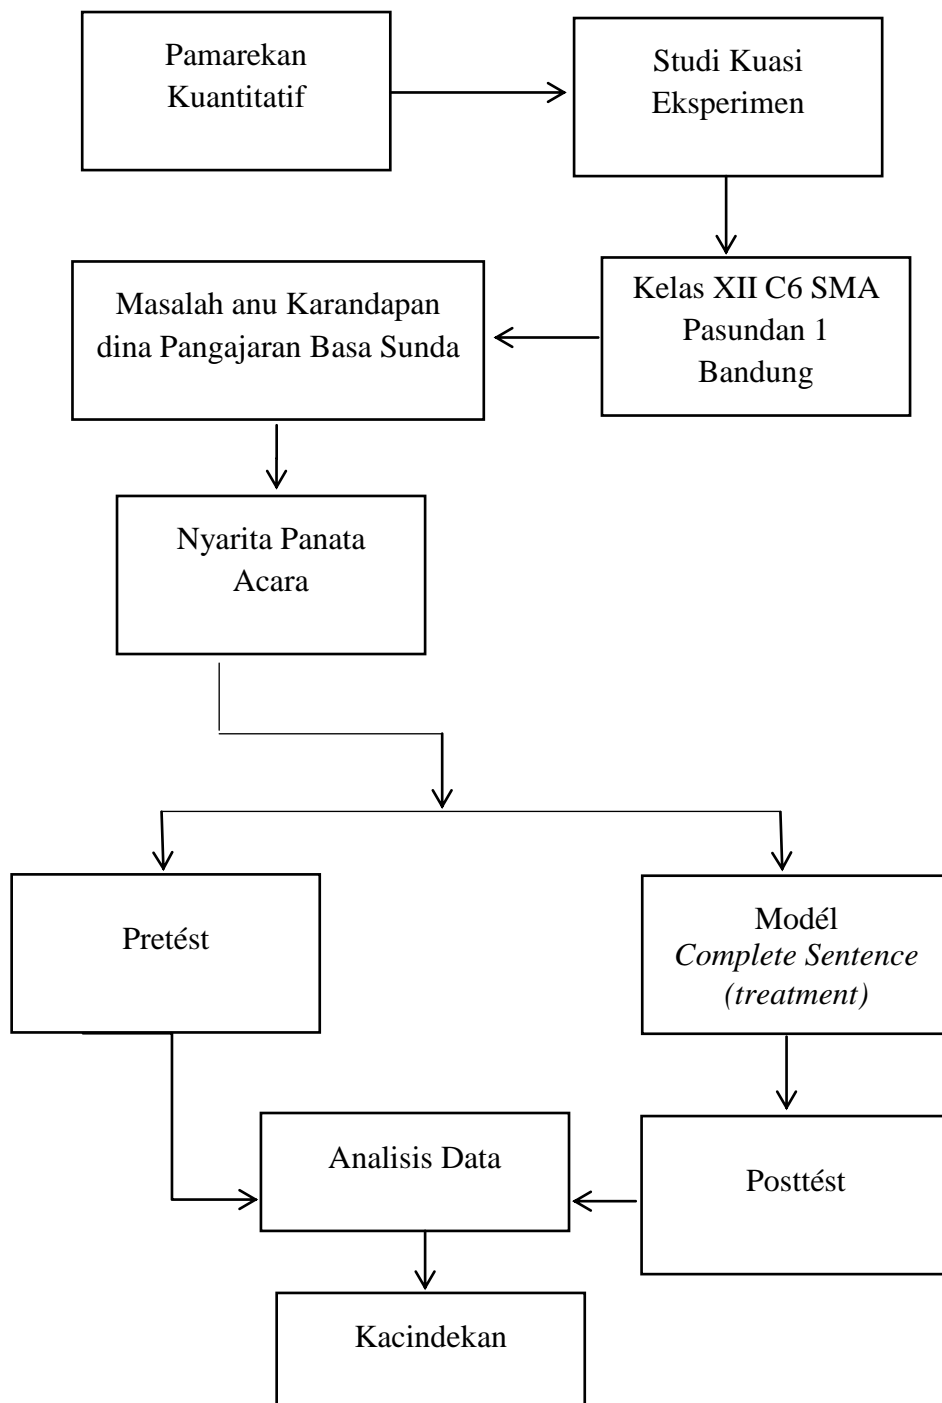 Pamarekan
Kuantitatif
Studi Kuasi
Eksperimen
Kelas XII C6 SMA
Pasundan 1
Bandung
Masalah anu Karandapan
dina Pangajaran Basa Sunda
Nyarita Panata
Acara
Pretést
Modél
Complete Sentence
(treatment)
Analisis Data
Posttést
Kacindekan